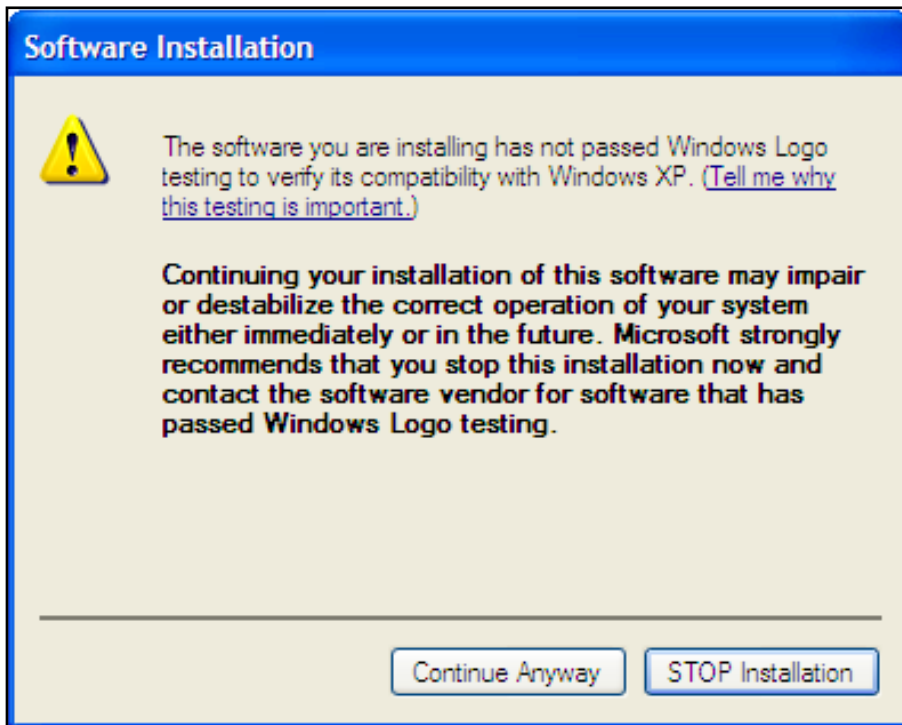 Software Installation
The software you are installing has not passed Windows Logo
testing to verify its compatibility with Windows XP. (Tell me why
this testing is important.)
Continuing your installation of this software may impair
or destabilize the correct operation of your system
either immediately or in the future. Microsoft strongly
recommends that you stop this installation now and
contact the software vendor for software that has
passed Windows Logo testing.
Continue Anyway
STOP Installation